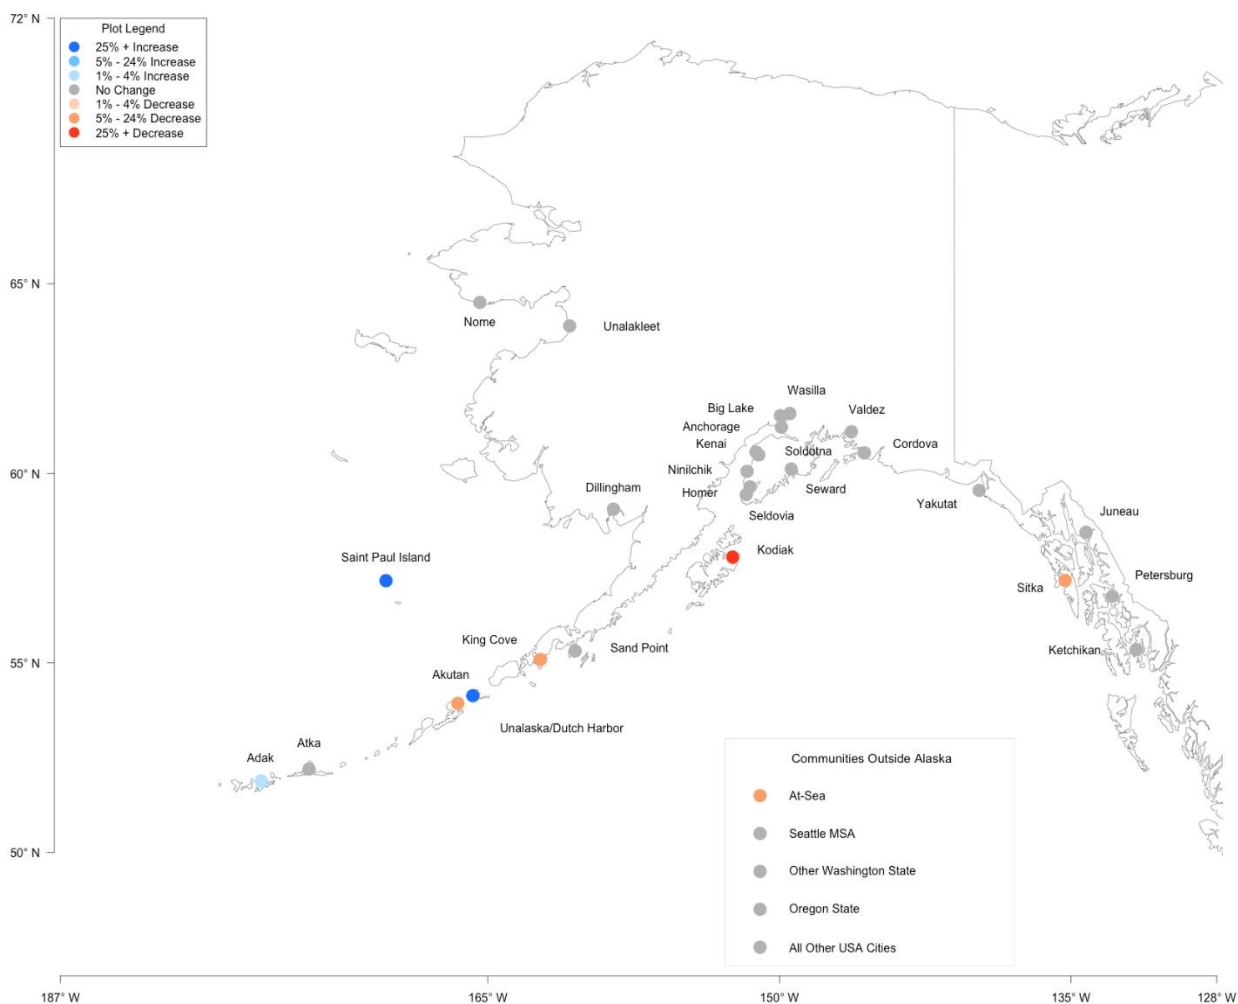 72° N
Plot Legend
25% + Increase
5% - 24% Increase
1% - 4% Increase
No Change
1% - 4% Decrease
5% - 24% Decrease
25% + Decrease
65° N
Nome
Unalakleet
Wasilla
Big Lake
Valdez
Anchorage
Kenai
Soldotna
Cordova
60° N
Ninilchik
Dillingham
Homer
Seward
Yakutat
Seldovia
Juneau
Saint Paul Island
Kodiak
Petersburg
Sitka
King Cove
Sand Point
Ketchikan
55° N
Akutan
Unalaska/Dutch Harbor
Atka
Adak
Communities Outside Alaska
At-Sea
Seattle MSA
50° N
Other Washington State
Oregon State
All Other USA Cities
187° W
165° W
150° W
135° W
128° W